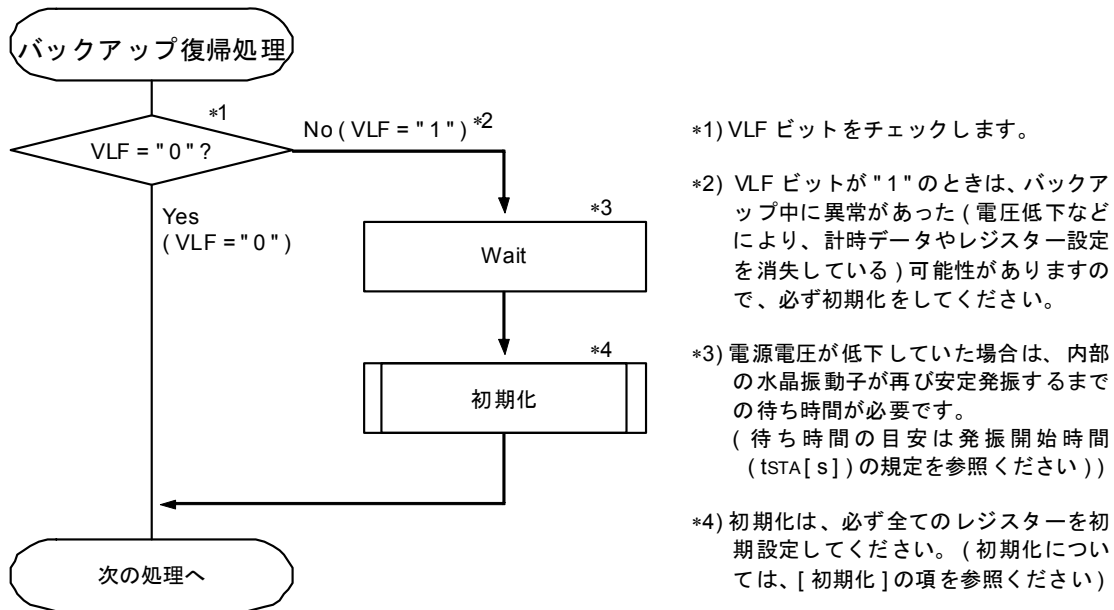 バックアップ復帰処理
*1
VLF = "0"?
No ( VLF = "1" ) *2
Yes
( VLF = "0" )
*3
Wait
*4
初期化
次の処理へ
*1) VLF ビットをチェックします。
*2) VLF ビットが "1" のときは、バックア
ップ中に異常があった ( 電圧低下など
により、計時データやレジスター設定
を消失している ) 可能性がありますの
で、必ず初期化をしてください。
*3) 電源電圧が低下していた場合は、内部
の水晶振動子が再び安定発振するまで
の待ち時間が必要です。
( 待ち時間の目安は発振開始時間
( tSTA[ s] ) の規定を参照ください ) )
*4) 初期化は、必ず全てのレジスターを初
期設定してください。( 初期化につい
ては、[ 初期化 ] の項を参照ください )